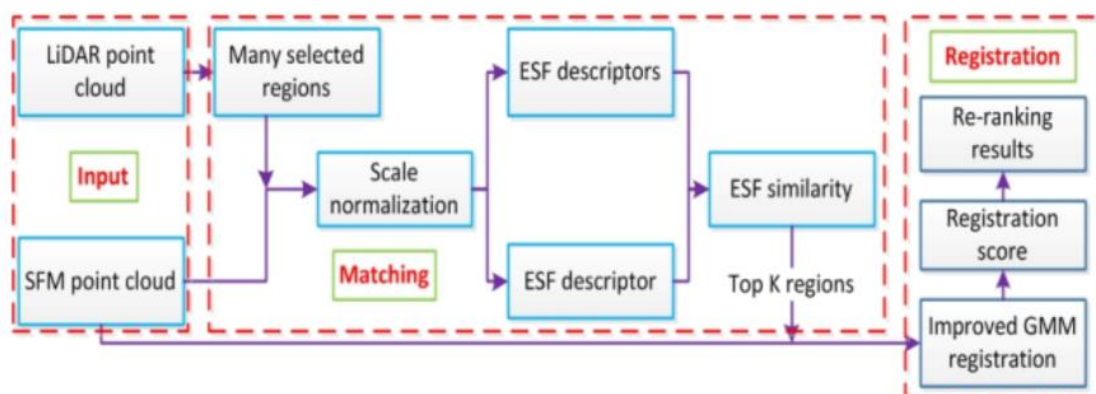 LiDAR point
cloud
Input
SFM point cloud
Many selected
regions
Scale
normalization
Matching
ESF descriptors
ESF descriptor
ESF similarity
Top K regions
Registration
Re-ranking
results
Registration
score
Improved GMM
registration